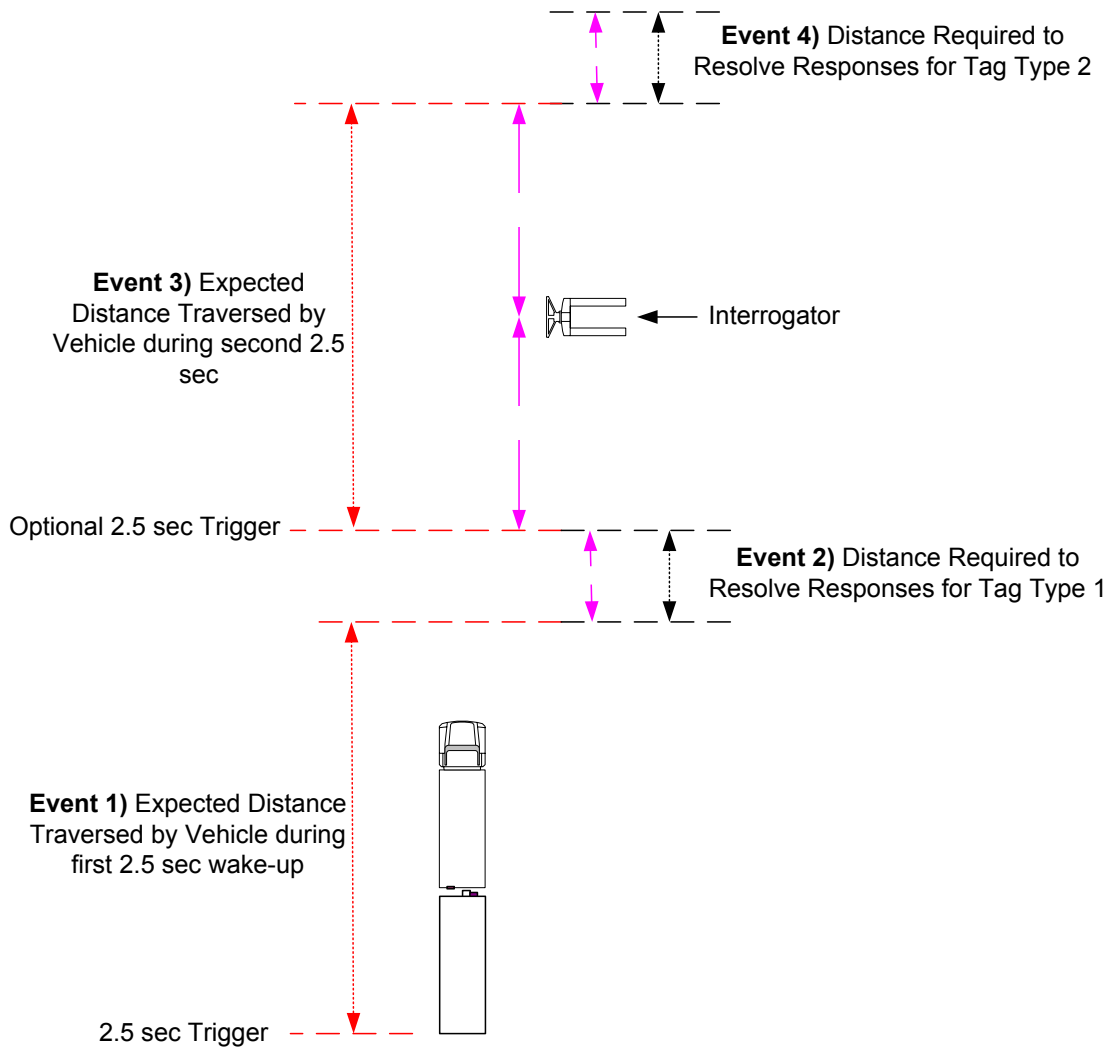 Event 4) Distance Required to
Resolve Responses for Tag Type 2
Event 3) Expected
Distance Traversed by
Vehicle during second 2.5
sec
Interrogator
Optional 2.5 sec Trigger
Event 2) Distance Required to
Resolve Responses for Tag Type 1
Event 1) Expected Distance
Traversed by Vehicle during
first 2.5 sec wake-up
2.5 sec Trigger